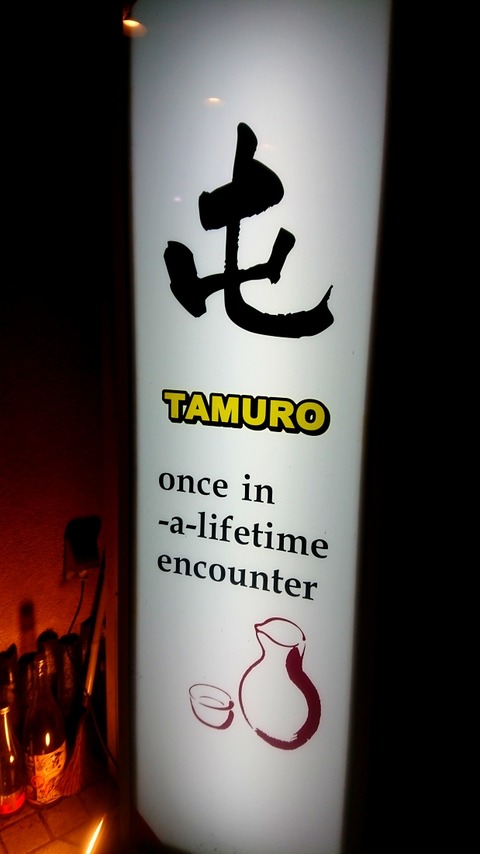 屯
TAMURO
once in
-a-lifetime
encounter